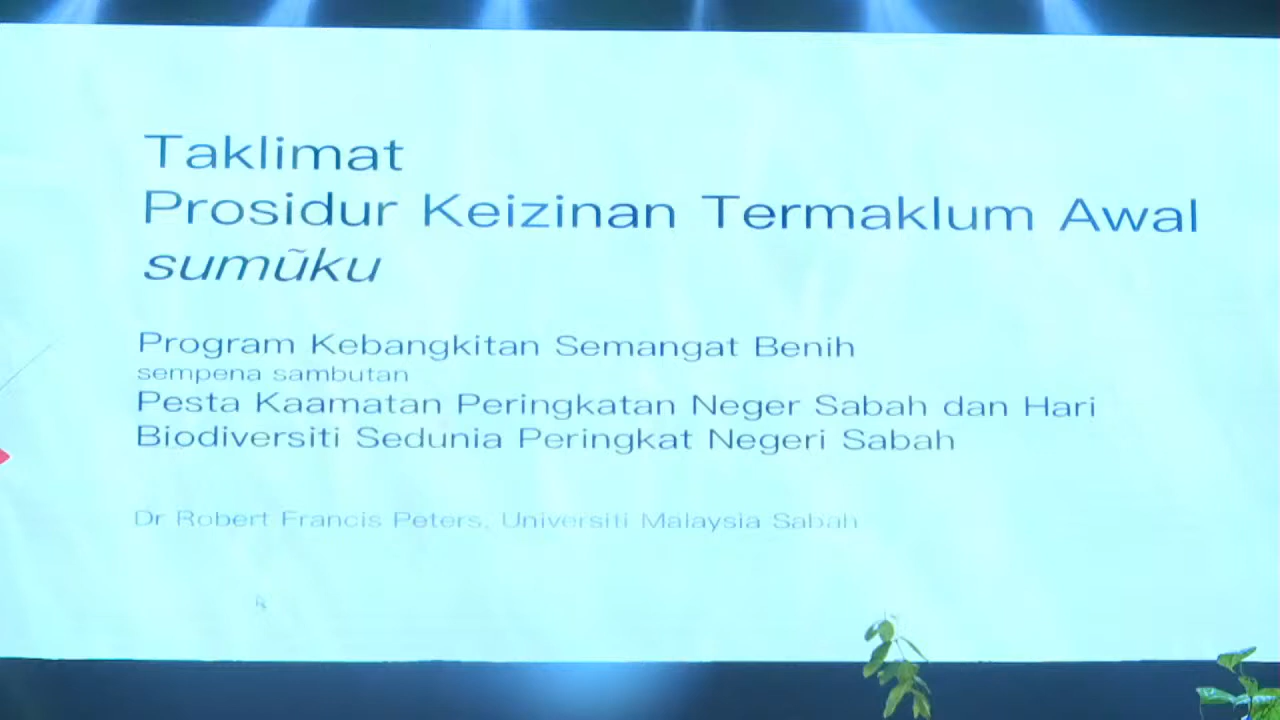 Taklimat
Prosidur Keizinan Termaklum Awal
sumũku
Program Kebangkitan Semangat Benih
sempena sambutan
Pesta Kaamatan Peringkatan Neger Sabah dan Hari
Biodiversiti Sedunia Peringkat Negeri Sabah
Dr Robert Francis Peters, Universiti Malaysia Sabah